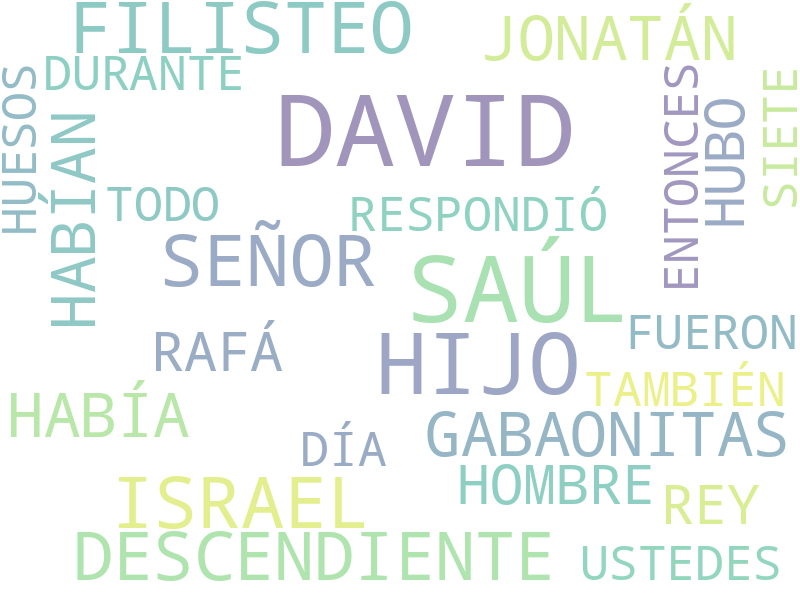 FILISTEO
JONATÁN
DURANTE
HUESOS
HABÍAN
DAVID
ENTONCES
HUBO
SIETE
TODO
RESPONDIÓ
SEÑOR
SAÚL
RAFÁ
HIJO
FUERON
TAMBIÉN
HABÍA
GABAONITAS
DÍA
HOMBRE
ISRAEL
REY
DESCENDIENTE
USTEDES